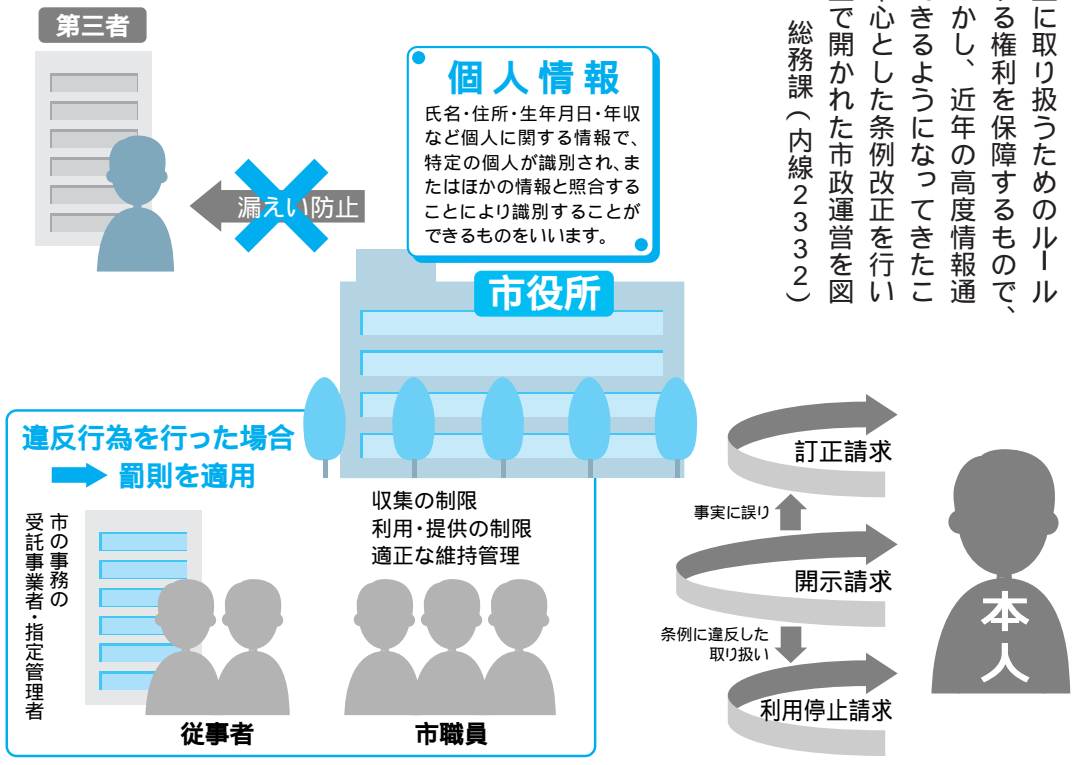 に取り扱うためのルール
る権利を保障するもので、
かし、近年の高度情報通
きるようになってきたこ
心とした条例改正を行い
で開かれた市政運営を図
総務課(内線2332)
第三者
個人情報
氏名・住所・生年月日・年収
など個人に関する情報で、
特定の個人が識別され、ま
たはほかの情報と照合する
ことにより識別することが
できるものをいいます。
漏えい防止
市役所
違反行為を行った場合
罰則を適用
市の事務の
受託事業者・指定管理者
従事者
収集の制限
利用・提供の制限
適正な維持管理
市職員
訂正請求
事実に誤り
開示請求
条例に違反した
取り扱い
利用停止請求
本人